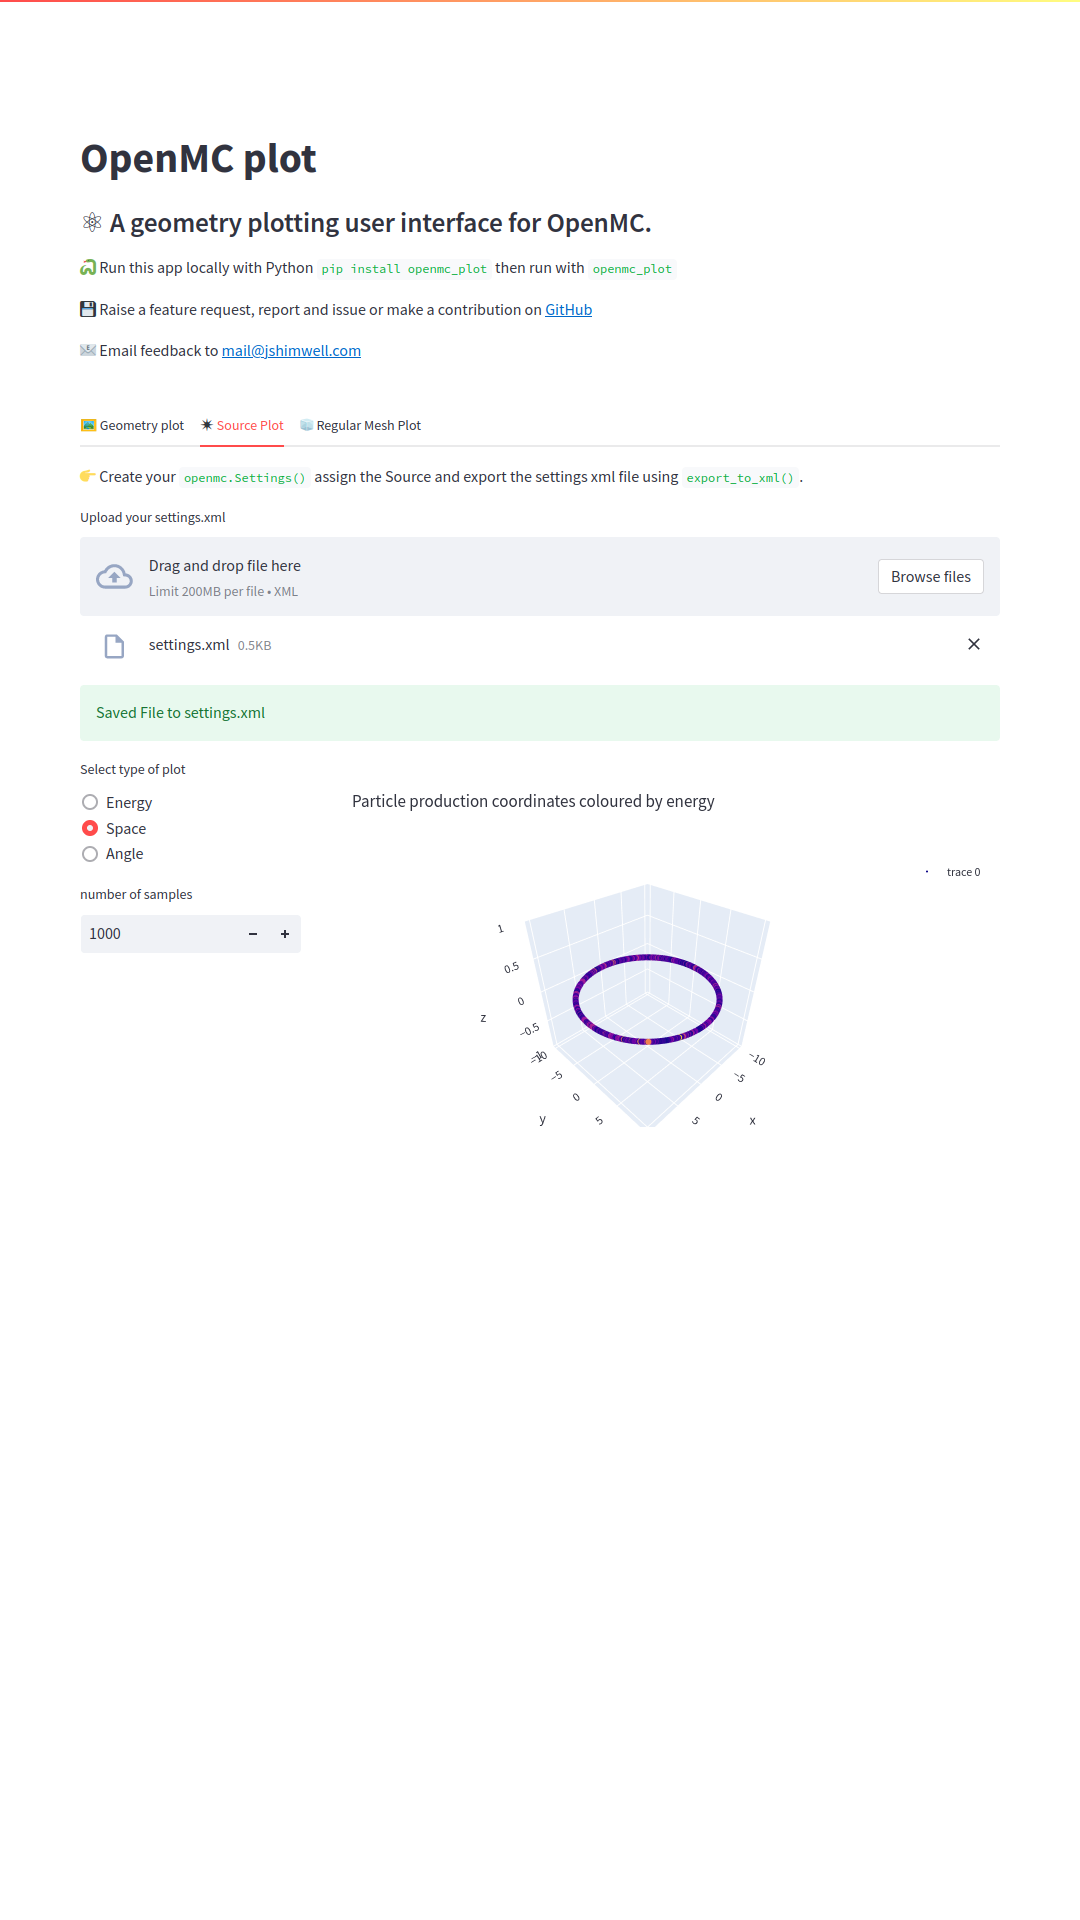 OpenMC plot
⚛ A geometry plotting user interface for OpenMC.
🐍 Run this app locally with Python pip install openmc_plot then run with openmc_plot
💾 Raise a feature request, report and issue or make a contribution on GitHub
📧 Email feedback to mail@jshimwell.com
🖼️ Geometry plot ✴ Source Plot 🧊 Regular Mesh Plot
👉 Create your openmc.Settings() assign the Source and export the settings xml file using export_to_xml() .
Upload your settings.xml
Drag and drop file here
Limit 200MB per file • XML
Browse files
settings.xml 0.5KB
Saved File to settings.xml
Select type of plot
Energy
Space
Angle
number of samples
1000
Particle production coordinates coloured by energy
trace 0
1
0.5
0
z
−0.5
−1
−10
−5
0
5
y
−10
−5
0
5
x